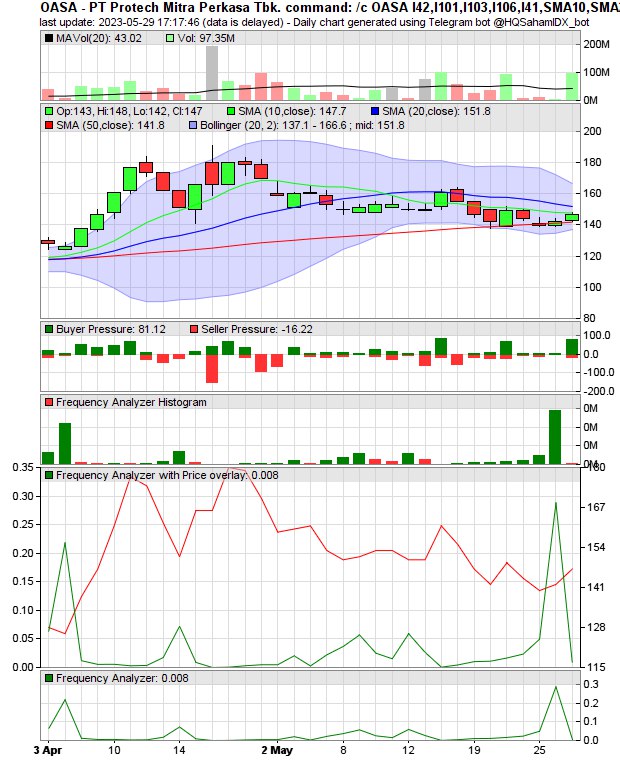 OASA - PT Protech Mitra Perkasa Tbk. command: /c OASA I42,I101,I103,I106,I41,SMA10,SMA
last update: 2023-05-29 17:17:46 (data is delayed) - Daily chart generated using Telegram bot @HQSahamIDX_bot
MAVol(20): 43.02 Vol: 97.35M
200M
100M
0M
Op:143, Hi:148, Lo:142, Cl:147 SMA (10,close): 147.7 SMA (20,close): 151.8
SMA (50,close): 141.8 Bollinger (20, 2): 137.1 - 166.6 ; mid: 151.8
200
180
160
140
120
100
80
Buyer Pressure: 81.12 Seller Pressure: -16.22
100.0
0.0
-100.0
-200.0
Frequency Analyzer Histogram
0M
0M
0M
0M
Frequency Analyzer with Price overlay: 0.008
0.35
0.30
0.25
0.20
0.15
0.10
0.05
0.00
180
167
154
141
128
115
Frequency Analyzer: 0.008
0.3
0.2
0.1
0.0
3 Apr 10 14 2 May 8 12 19 25